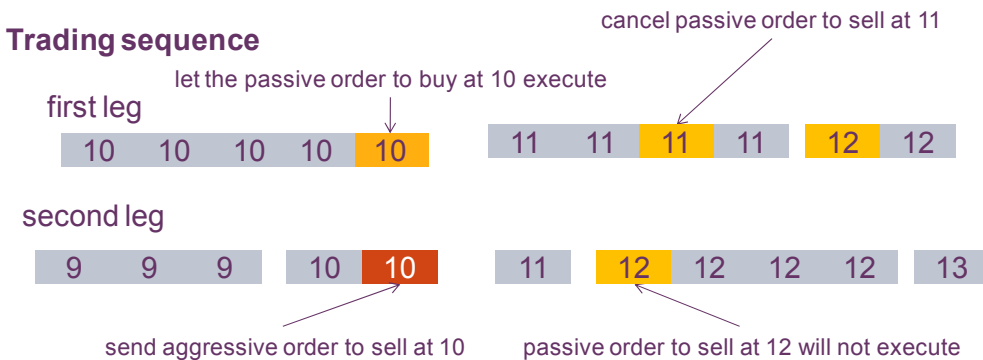 cancel passive order to sell at 11
Trading sequence
let the passive order to buy at 10 execute
first leg
10 10 10 10 10 11 11 11 11 12 12
second leg
9 9 9 10 10 11 12 12 12 12 13
send aggressive order to sell at 10 passive order to sell at 12 will not execute